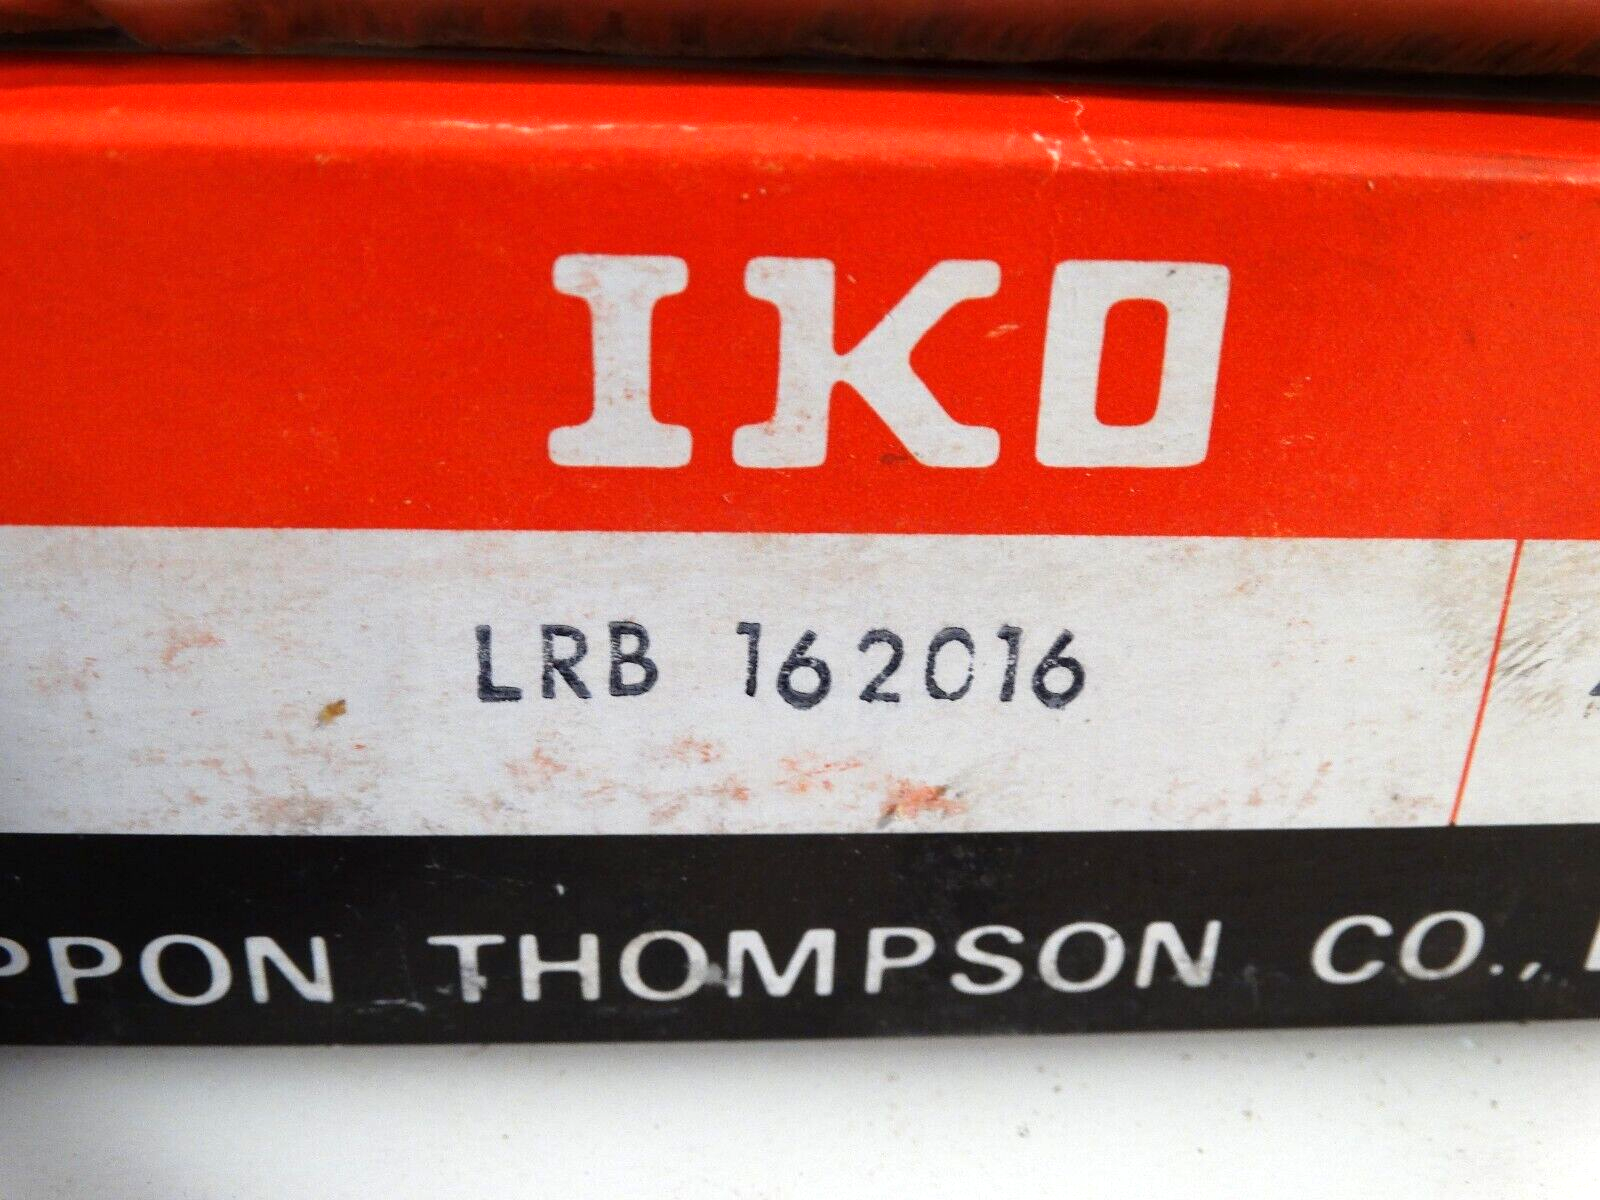 IKO
LRB 162016
PPON THOMPSON CO.,